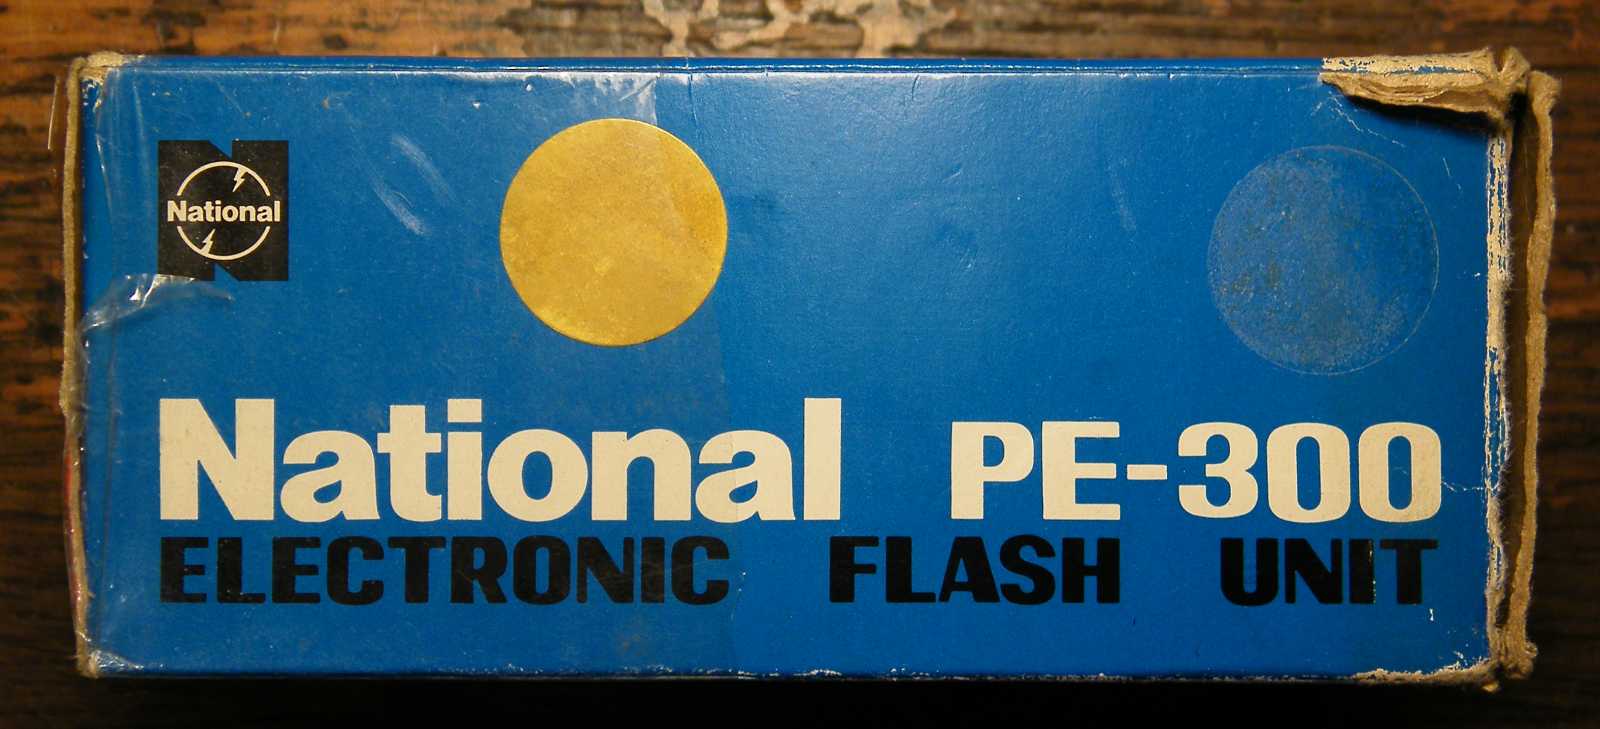 National
National PE-300
ELECTRONIC FLASH UNIT